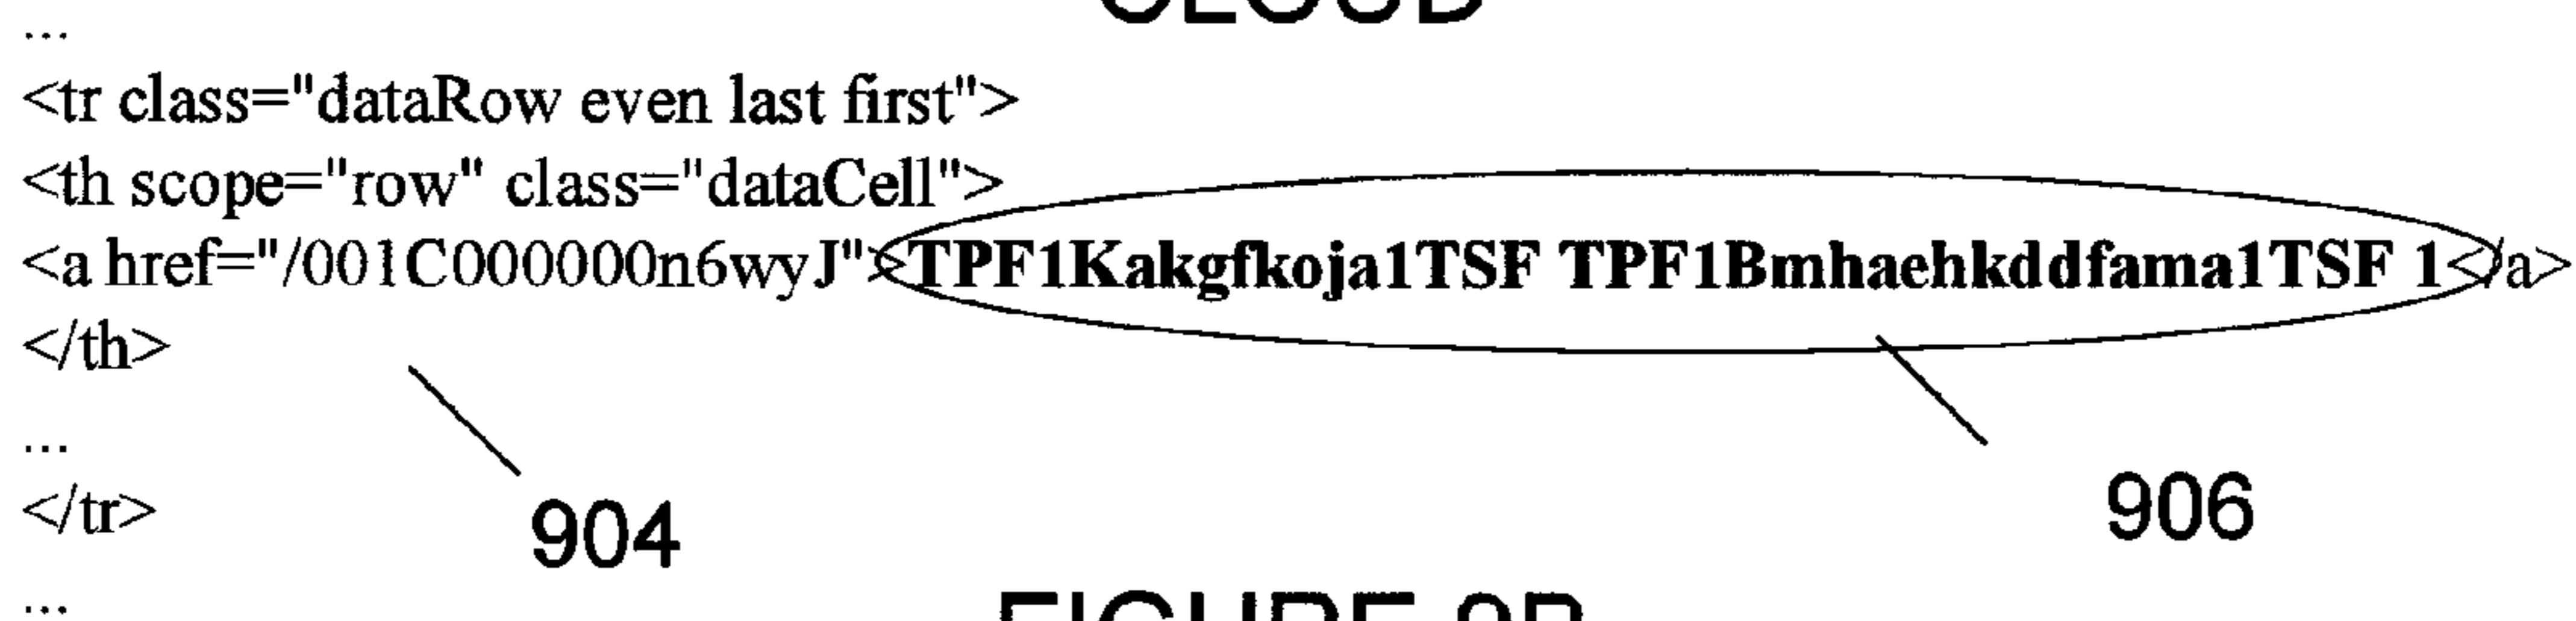 ...
<tr class="dataRow even last first">
<th scope="row" class="dataCell">
<a href="/001C000000n6wyJ">TPF1Kakgfkoja1TSF TPF1Bmhaehkddfama1TSF 1</a>
</th>
...
</tr>
904
906
...